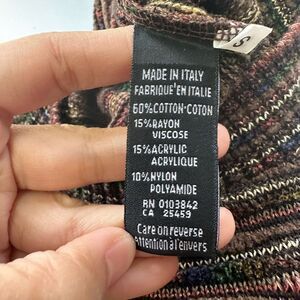 S
MADE IN ITALY
FABRIQUÉ EN ITALIE
60% COTTON-COTON
15% RAYON
VISCOSE
15% ACRYLIC
ACRYLIQUE
10% NYLON
POLYAMIDE
RN 0103842
CA 25459
Care on reverse
Attention à l'envers